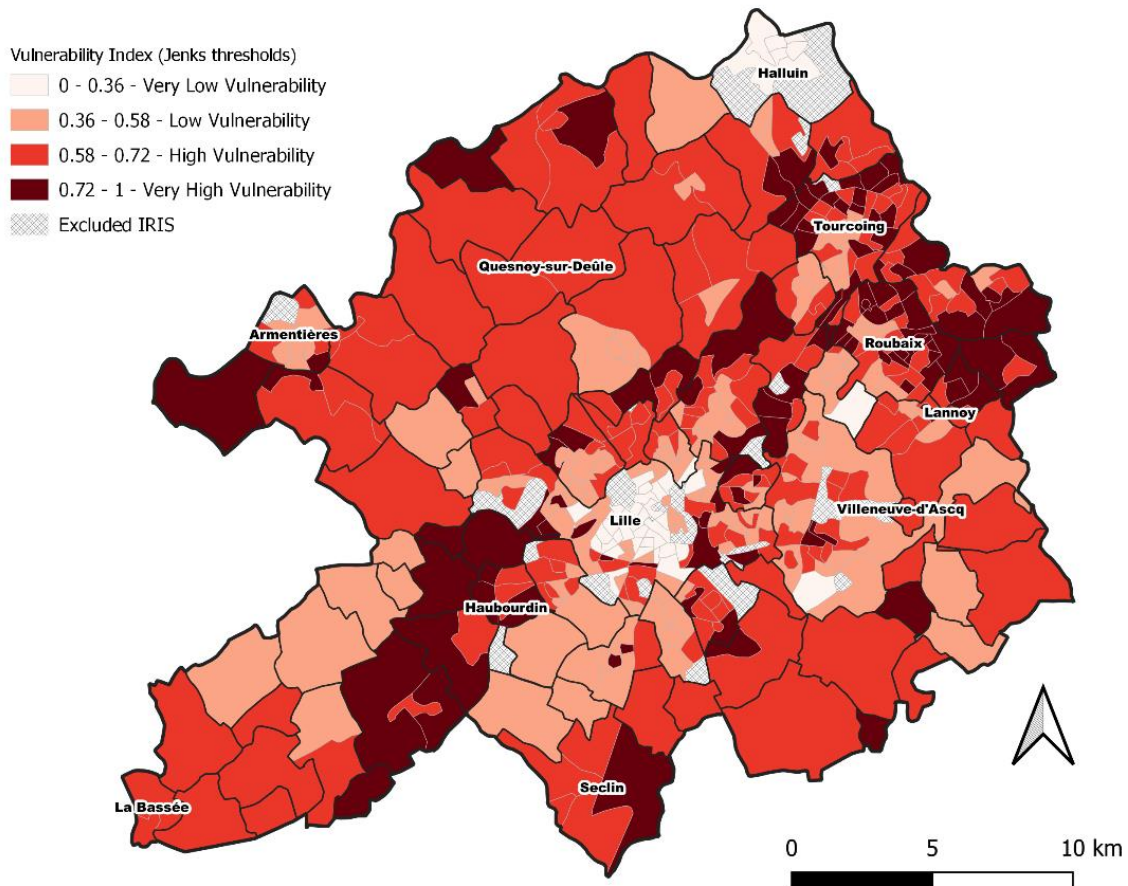 Vulnerability Index (Jenks thresholds)
0 - 0.36 - Very Low Vulnerability
0.36 - 0.58 - Low Vulnerability
0.58 - 0.72 - High Vulnerability
0.72 - 1 - Very High Vulnerability
Excluded IRIS
Halluin
Tourcoing
Quesnoy-sur-Deûle
Armentières
Roubaix
Lannoy
Villeneuve-d'Ascq
Lille
Haubourdin
Seclin
La Bassée
0 5 10 km